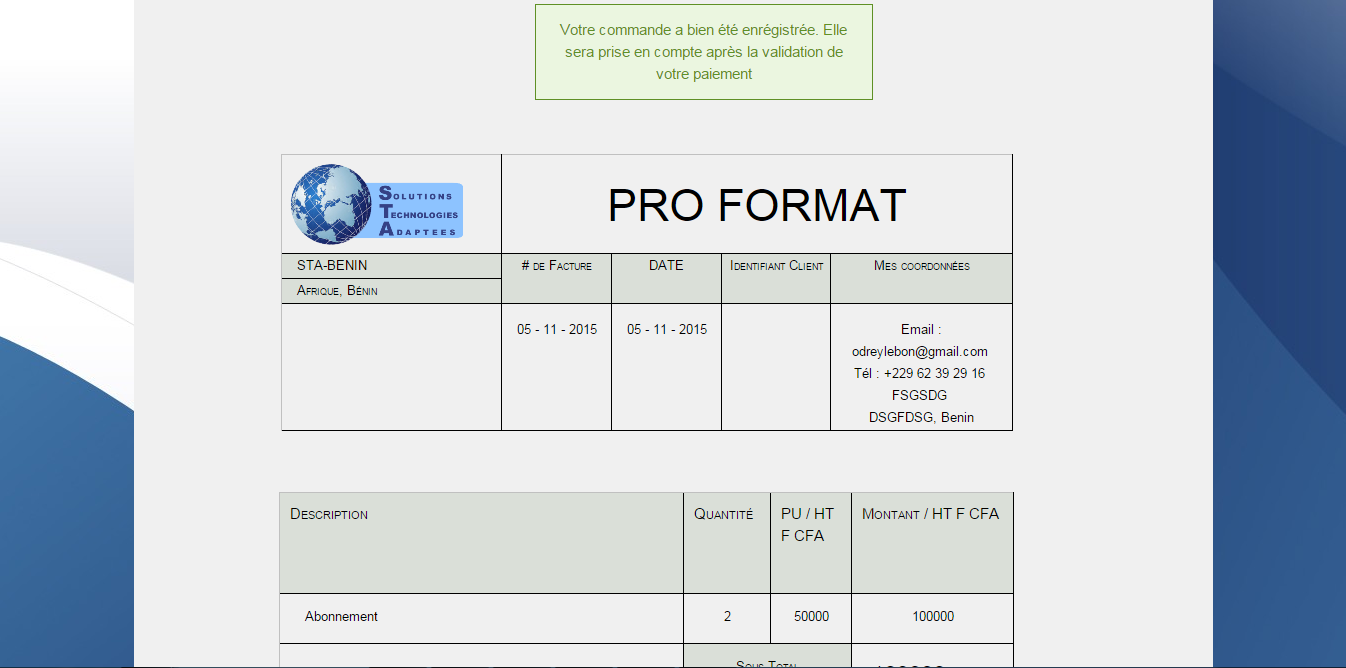 Votre commande a bien été enrégistrée. Elle
sera prise en compte après la validation de
votre paiement
SOLUTIONS
TECHNOLOGIES
ADAPTEES
PRO FORMAT
STA-BENIN
AFRIQUE, BÉNIN
# DE FACTURE
DATE
IDENTIFIANT CLIENT
MES COORDONNÉES
05 - 11 - 2015
05 - 11 - 2015
Email :
odreylebon@gmail.com
Tél : +229 62 39 29 16
FSGSDG
DSGFDSG, Benin
DESCRIPTION
QUANTITÉ
PU / HT
F CFA
MONTANT / HT F CFA
Abonnement
2
50000
100000
SOUS TOTAL